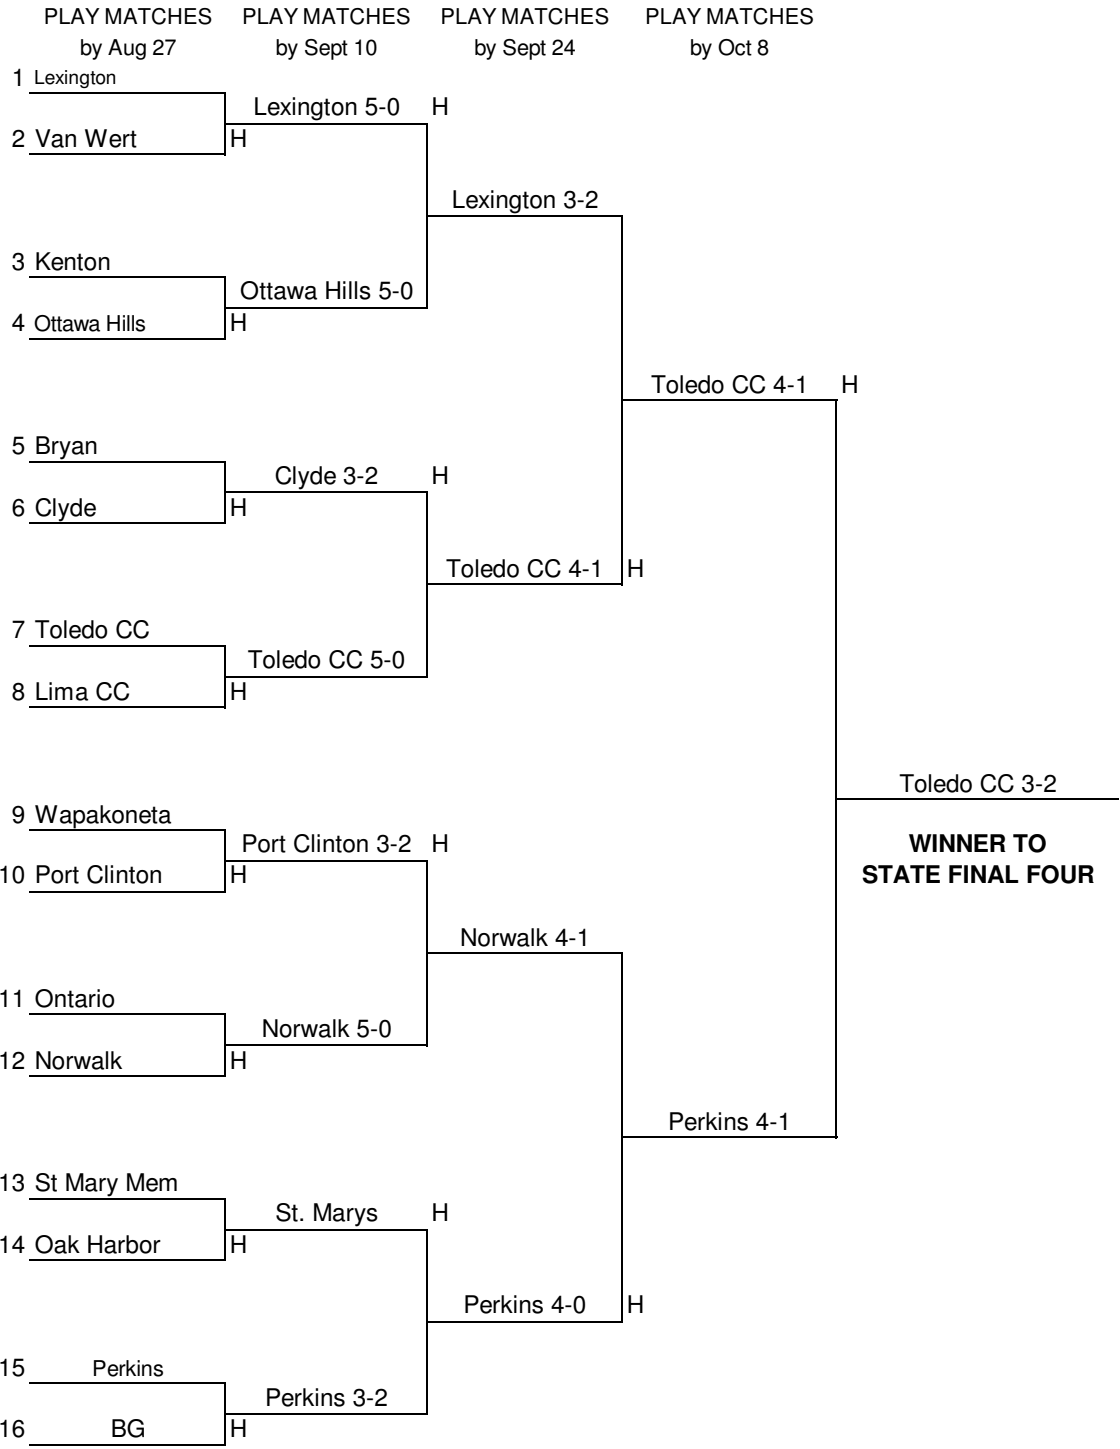 PLAY MATCHES PLAY MATCHES PLAY MATCHES PLAY MATCHES
by Aug 27 by Sept 10 by Sept 24 by Oct 8
1 Lexington
Lexington 5-0 H
2 Van Wert H
Lexington 3-2
3 Kenton
Ottawa Hills 5-0
4 Ottawa Hills H
Toledo CC 4-1 H
5 Bryan
Clyde 3-2 H
6 Clyde H
Toledo CC 4-1 H
7 Toledo CC
Toledo CC 5-0
8 Lima CC H
Toledo CC 3-2
9 Wapakoneta
Port Clinton 3-2 H WINNER TO
10 Port Clinton H STATE FINAL FOUR
Norwalk 4-1
11 Ontario
Norwalk 5-0
12 Norwalk H
Perkins 4-1
13 St Mary Mem
St. Marys H
14 Oak Harbor H
Perkins 4-0 H
15 Perkins
Perkins 3-2
16 BG H